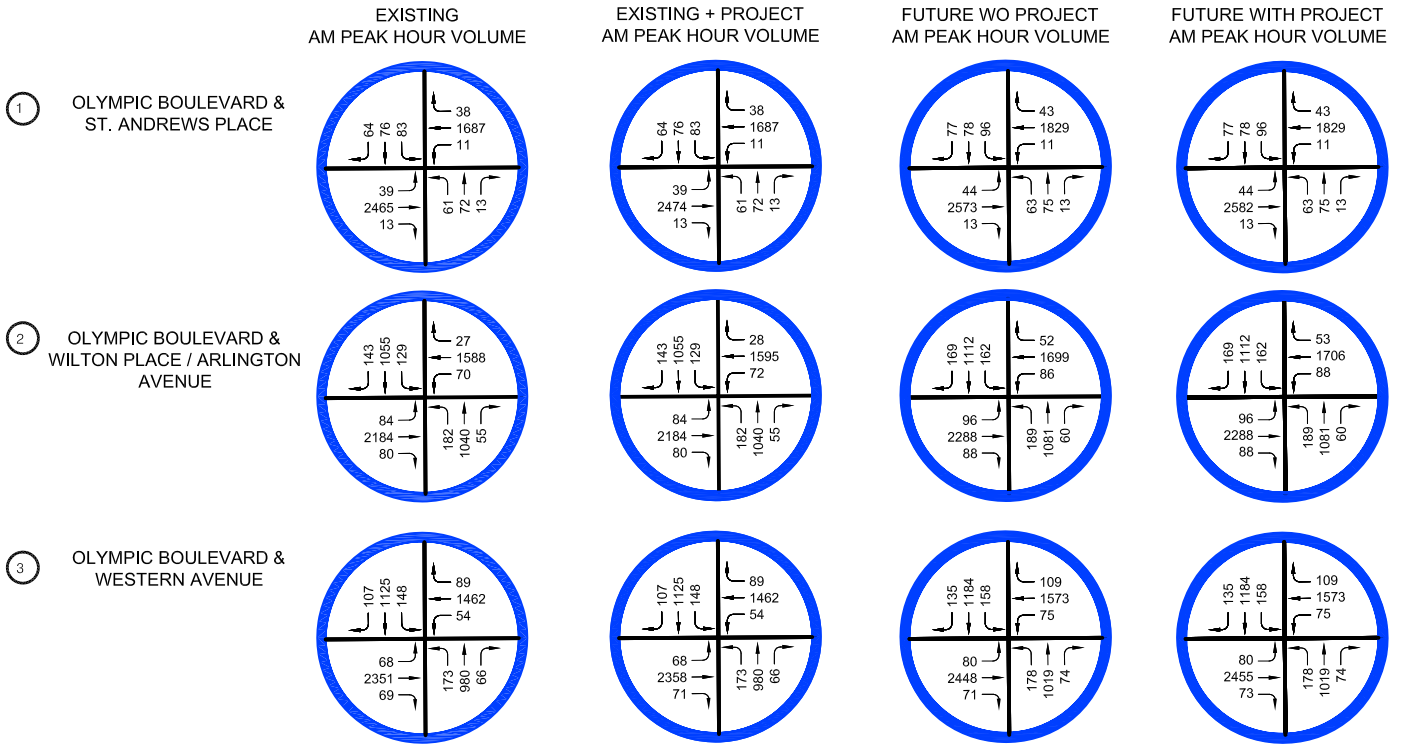 EXISTING
AM PEAK HOUR VOLUME
EXISTING + PROJECT
AM PEAK HOUR VOLUME
FUTURE WO PROJECT
AM PEAK HOUR VOLUME
FUTURE WITH PROJECT
AM PEAK HOUR VOLUME
1
OLYMPIC BOULEVARD &
ST. ANDREWS PLACE
64 76 83
38
1687
11
39
2465
13
61 72 13
64 76 83
38
1687
11
39
2474
13
61 72 13
77 78 96
43
1829
11
44
2573
13
63 75 13
77 78 96
43
1829
11
44
2582
13
63 75 13
2
OLYMPIC BOULEVARD &
WILTON PLACE / ARLINGTON
AVENUE
143 1055 129
27
1588
70
84
2184
80
182 1040 55
143 1055 129
28
1595
72
84
2184
80
182 1040 55
169 1112 162
52
1699
86
96
2288
88
189 1081 60
169 1112 162
53
1706
88
96
2288
88
189 1081 60
3
OLYMPIC BOULEVARD &
WESTERN AVENUE
107 1125 148
89
1462
54
68
2351
69
173 980 66
107 1125 148
89
1462
54
68
2358
71
173 980 66
135 1184 158
109
1573
75
80
2448
71
178 1019 74
135 1184 158
109
1573
75
80
2455
73
178 1019 74